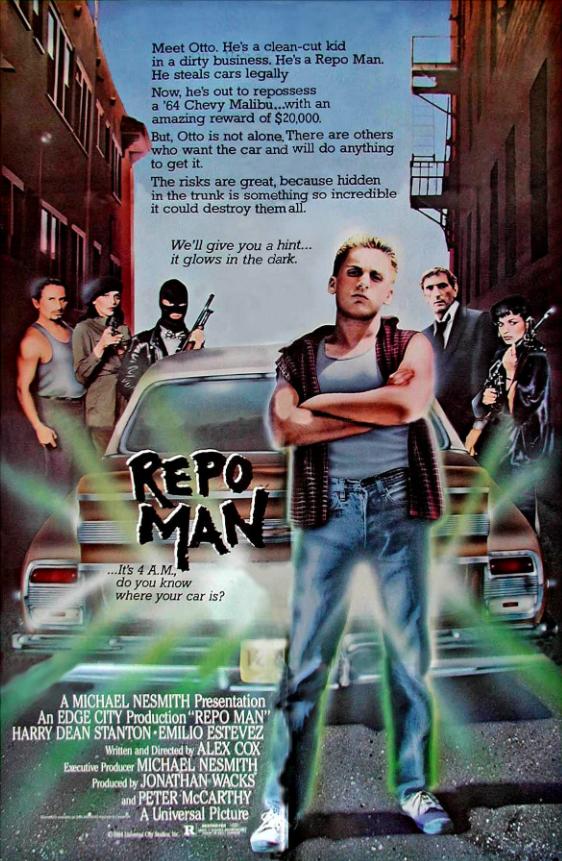 Meet Otto. He's a clean-cut kid
in a dirty business. He's a Repo Man.
He steals cars legally
Now, he's out to repossess
a '64 Chevy Malibu...with an
amazing reward of $20,000.
But, Otto is not alone. There are others
who want the car and will do anything
to get it.
The risks are great, because hidden
in the trunk is something so incredible
it could destroy them all.
We'll give you a hint...
it glows in the dark.
REPO
MAN
...It's 4 A.M.,
do you know
where your car is?
A MICHAEL NESMITH Presentation
An EDGE CITY Production "REPO MAN"
HARRY DEAN STANTON • EMILIO ESTEVEZ
Written and Directed by ALEX COX
Executive Producer MICHAEL NESMITH
Produced by JONATHAN WACKS
and PETER McCARTHY
A Universal Picture
©1984 Universal City Studios, Inc.
R